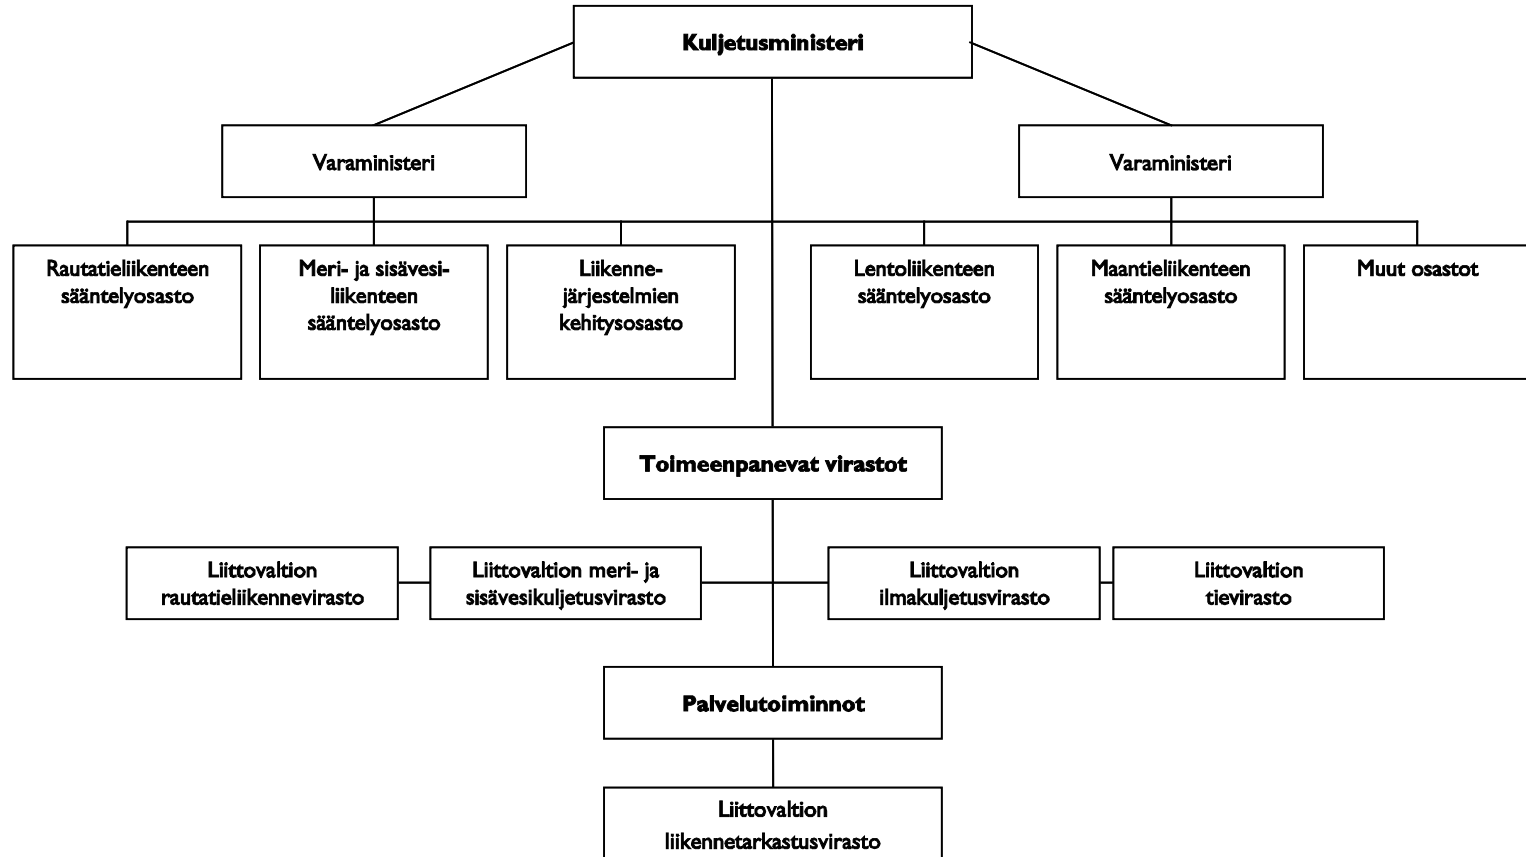 Kuljetusministeri
Varaministeri
Varaministeri
Rautatieliikenteen
sääntelyosasto
Meri- ja sisävesi-
liikenteen
sääntelyosasto
Liikenne-
järjestelmien
kehitysosasto
Lentoliikenteen
sääntelyosasto
Maantieliikenteen
sääntelyosasto
Muut osastot
Toimeenpanevat virastot
Liittovaltion
rautatieliikennevirasto
Liittovaltion meri- ja
sisävesikuljetusvirasto
Liittovaltion
ilmakuljetusvirasto
Liittovaltion
tievirasto
Palvelutoiminnot
Liittovaltion
liikennetarkastusvirasto